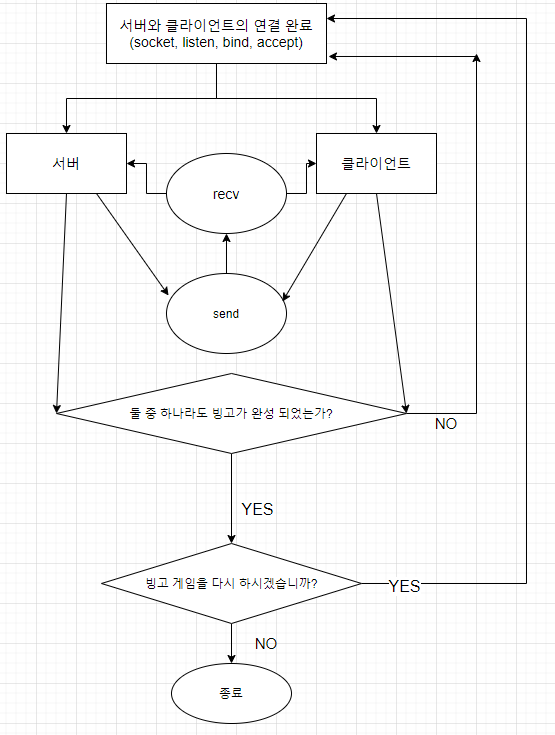 서버와 클라이언트의 연결 완료
(socket, listen, bind, accept)
서버
recv
클라이언트
send
둘 중 하나라도 빙고가 완성 되었는가?
NO
YES
빙고 게임을 다시 하시겠습니까?
YES
NO
종료